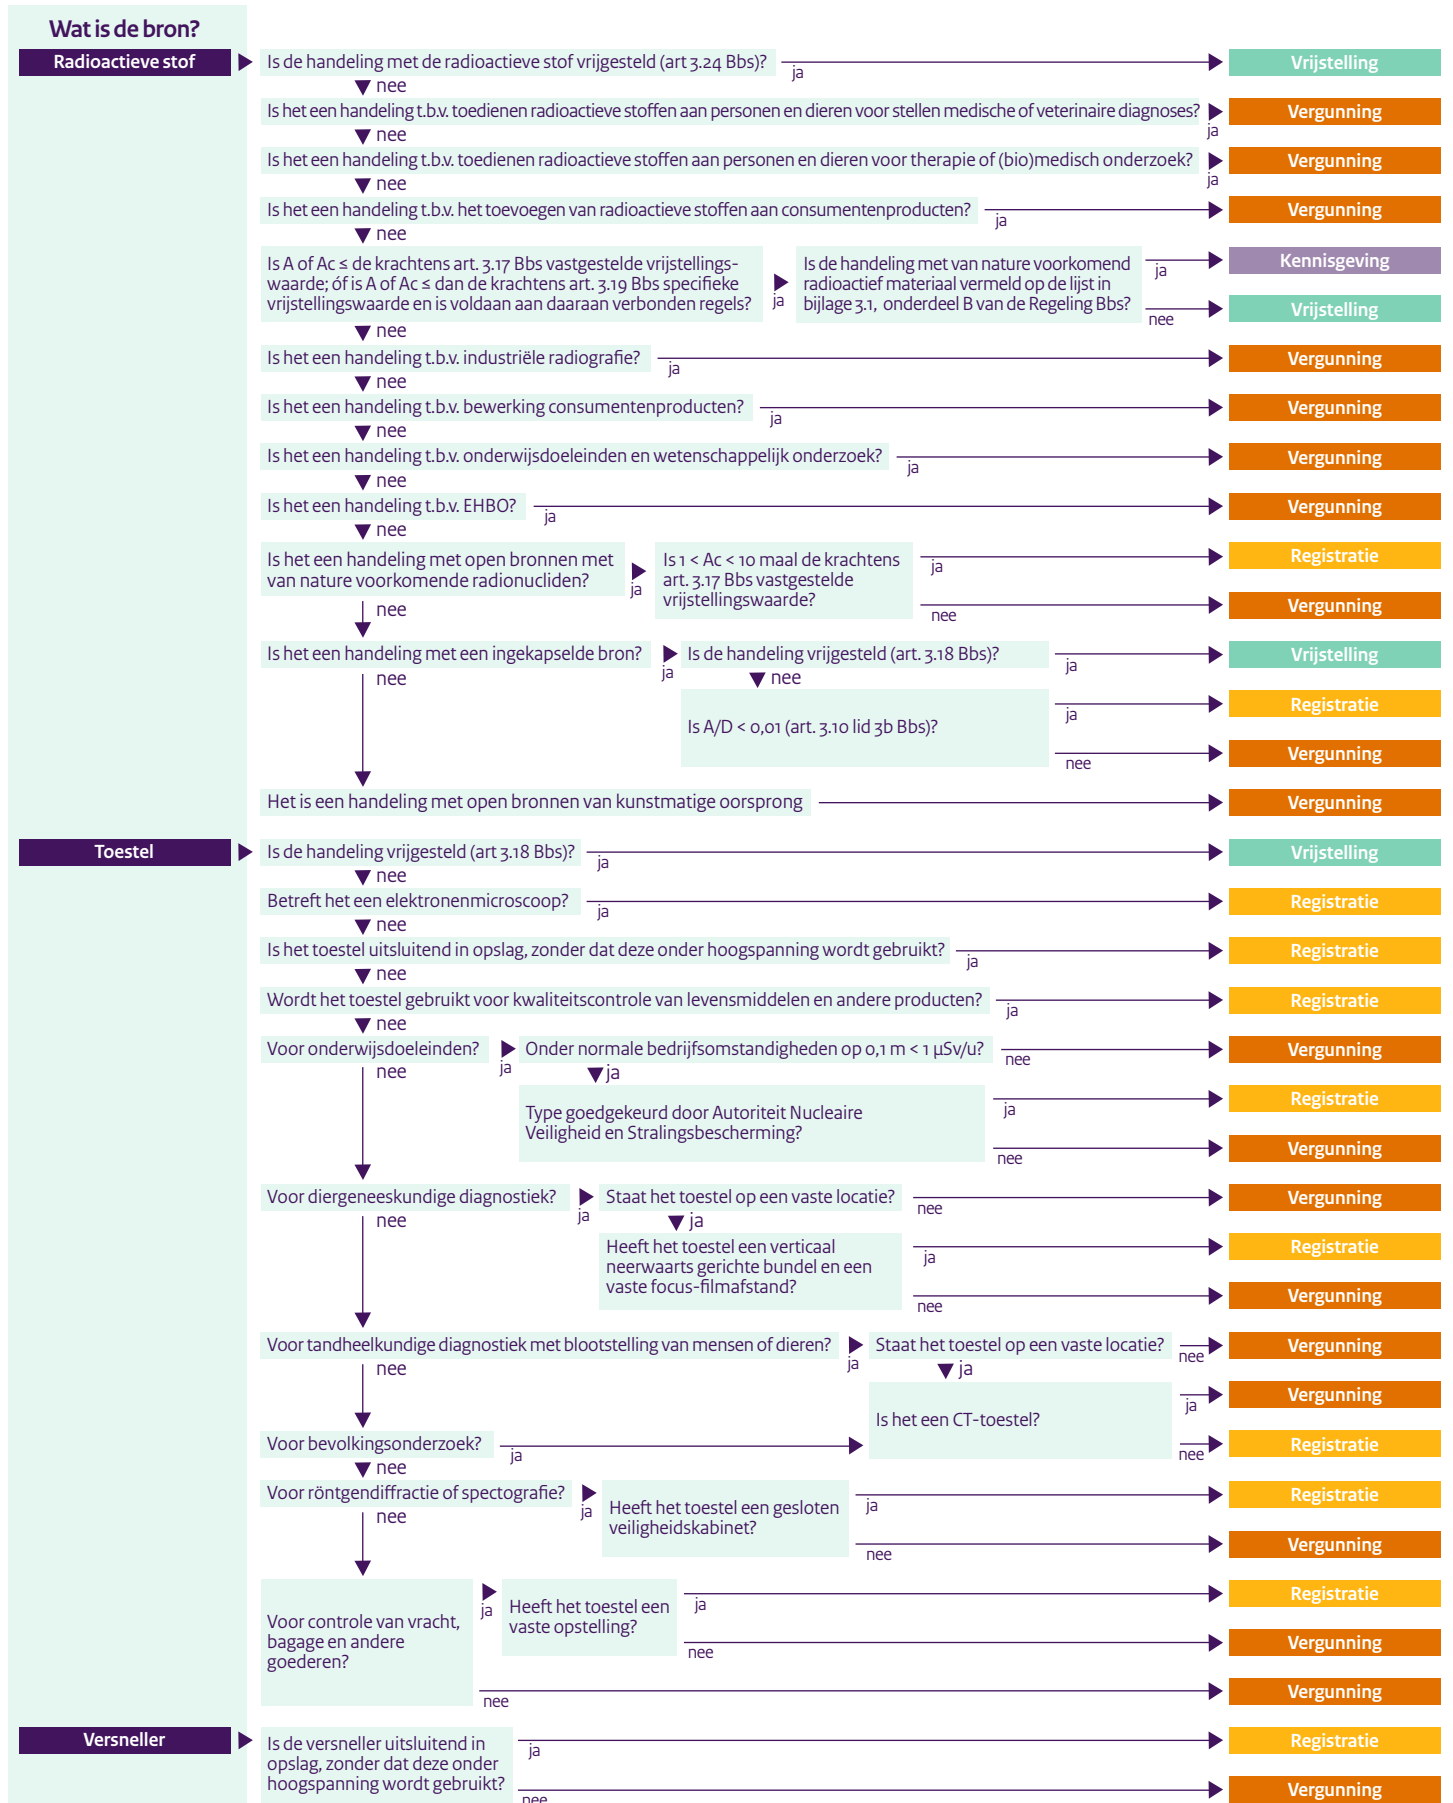 Wat is de bron?
Radioactieve stof
Is de handeling met de radioactieve stof vrijgesteld (art 3.24 Bbs)?
ja
Vrijstelling
nee
Is het een handeling t.b.v. toedienen radioactieve stoffen aan personen en dieren voor stellen medische of veterinaire diagnoses?
ja
Vergunning
nee
Is het een handeling t.b.v. toedienen radioactieve stoffen aan personen en dieren voor therapie of (bio)medisch onderzoek?
ja
Vergunning
nee
Is het een handeling t.b.v. het toevoegen van radioactieve stoffen aan consumentenproducten?
ja
Vergunning
nee
Is A of Ac ≤ de krachtens art. 3.17 Bbs vastgestelde vrijstellings-
waarde; óf is A of Ac ≤ dan de krachtens art. 3.19 Bbs specifieke
vrijstellingswaarde en is voldaan aan daaraan verbonden regels?
ja
Is de handeling met van nature voorkomend
radioactief materiaal vermeld op de lijst in
bijlage 3.1, onderdeel B van de Regeling Bbs?
ja
Kennisgeving
nee
Vrijstelling
nee
Is het een handeling t.b.v. industriële radiografie?
ja
Vergunning
nee
Is het een handeling t.b.v. bewerking consumentenproducten?
ja
Vergunning
nee
Is het een handeling t.b.v. onderwijsdoeleinden en wetenschappelijk onderzoek?
ja
Vergunning
nee
Is het een handeling t.b.v. EHBO?
ja
Vergunning
nee
Is het een handeling met open bronnen met
van nature voorkomende radionucliden?
ja
Is 1 < Ac < 10 maal de krachtens
art. 3.17 Bbs vastgestelde
vrijstellingswaarde?
ja
Registratie
nee
Vergunning
nee
Is het een handeling met een ingekapselde bron?
ja
Is de handeling vrijgesteld (art. 3.18 Bbs)?
ja
Vrijstelling
nee
nee
Is A/D < 0,01 (art. 3.10 lid 3b Bbs)?
ja
Registratie
nee
Vergunning
Het is een handeling met open bronnen van kunstmatige oorsprong
Vergunning
Toestel
Is de handeling vrijgesteld (art 3.18 Bbs)?
ja
Vrijstelling
nee
Betreft het een elektronenmicroscoop?
ja
Registratie
nee
Is het toestel uitsluitend in opslag, zonder dat deze onder hoogspanning wordt gebruikt?
ja
Registratie
nee
Wordt het toestel gebruikt voor kwaliteitscontrole van levensmiddelen en andere producten?
ja
Registratie
nee
Voor onderwijsdoeleinden?
ja
Onder normale bedrijfsomstandigheden op 0,1 m < 1 µSv/u?
nee
Vergunning
nee
ja
Type goedgekeurd door Autoriteit Nucleaire
Veiligheid en Stralingsbescherming?
ja
Registratie
nee
Vergunning
Voor diergeneeskundige diagnostiek?
ja
Staat het toestel op een vaste locatie?
nee
Vergunning
nee
ja
Heeft het toestel een verticaal
neerwaarts gerichte bundel en een
vaste focus-filmafstand?
ja
Registratie
nee
Vergunning
Voor tandheelkundige diagnostiek met blootstelling van mensen of dieren?
ja
Staat het toestel op een vaste locatie?
nee
Vergunning
nee
ja
Is het een CT-toestel?
ja
Vergunning
nee
Registratie
Voor bevolkingsonderzoek?
ja
nee
Voor röntgendiffractie of spectografie?
ja
Heeft het toestel een gesloten
veiligheidskabinet?
ja
Registratie
nee
Vergunning
nee
Voor controle van vracht,
bagage en andere
goederen?
ja
Heeft het toestel een
vaste opstelling?
ja
Registratie
nee
Vergunning
nee
Vergunning
Versneller
Is de versneller uitsluitend in
opslag, zonder dat deze onder
hoogspanning wordt gebruikt?
ja
Registratie
nee
Vergunning